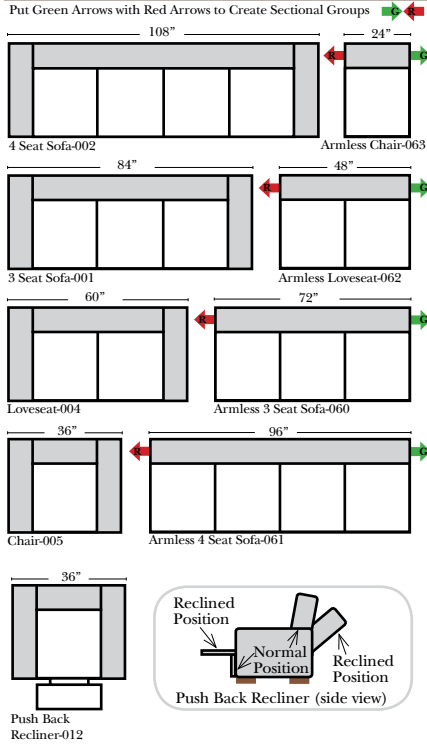 Put Green Arrows with Red Arrows to Create Sectional Groups G R
108” 24”
R G
4 Seat Sofa-002 Armless Chair-063
84” 48”
R G
3 Seat Sofa-001 Armless Loveseat-062
60” 72”
R G
Loveseat-004 Armless 3 Seat Sofa-060
36” 96”
R G
Chair-005 Armless 4 Seat Sofa-061
36”
Push Back
Recliner-012
Reclined
Position
Normal
Position
Reclined
Position
Push Back Recliner (side view)